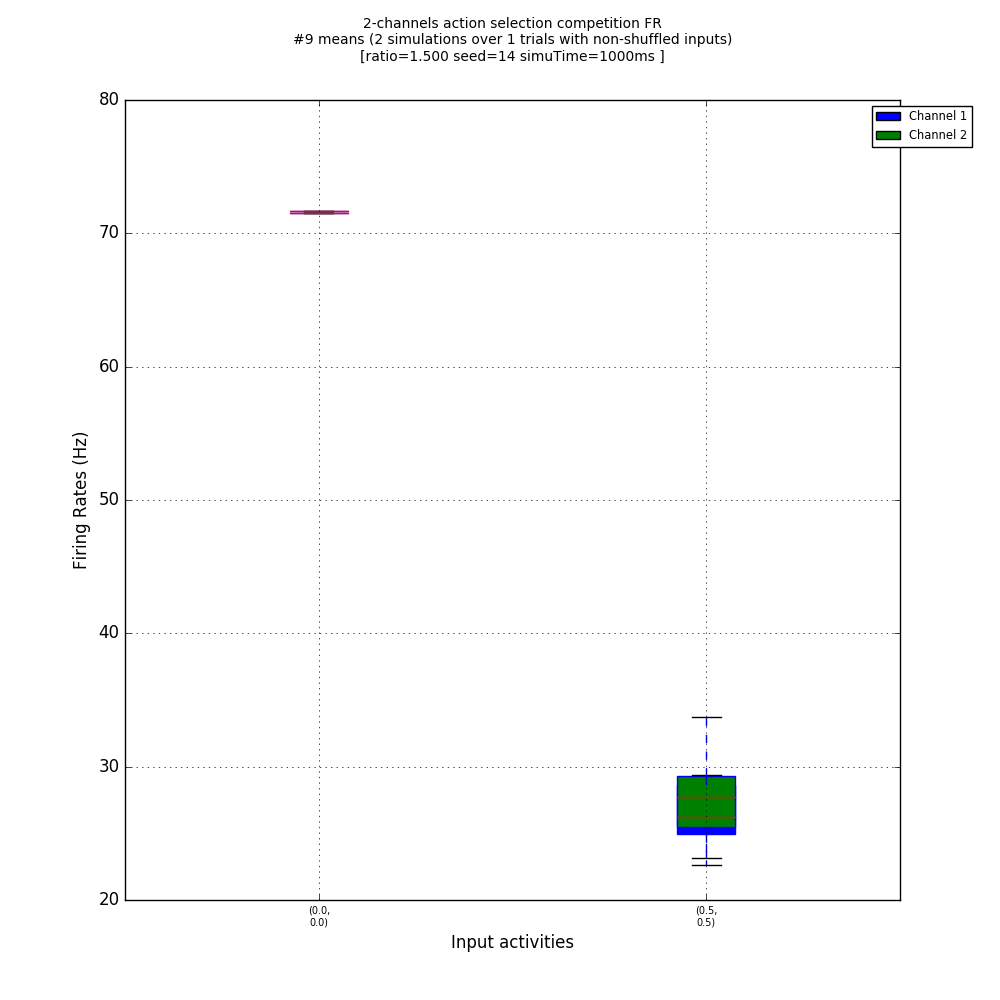 2-channels action selection competition FR
#9 means (2 simulations over 1 trials with non-shuffled inputs)
[ratio=1.500 seed=14 simuTime=1000ms ]
80
Channel 1
Channel 2
70
60
50
40
30
20
Firing Rates (Hz)
(0.0,
0.0)
(0.5,
0.5)
Input activities